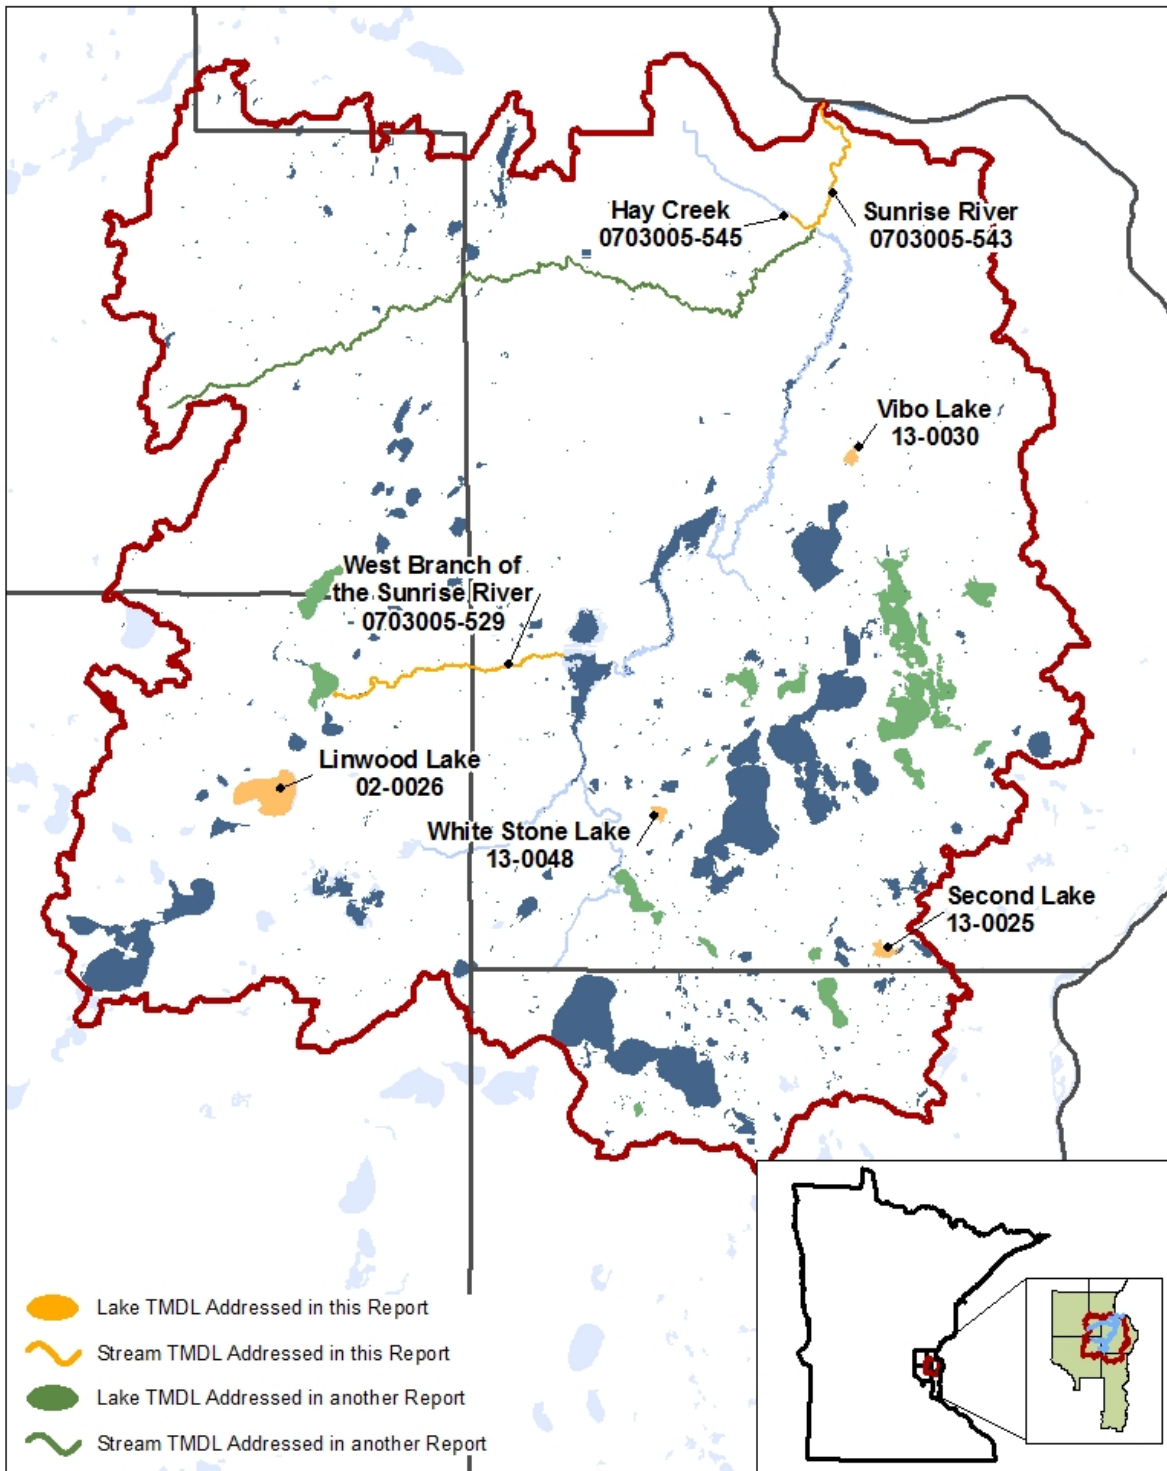 Hay Creek
0703005-545
Sunrise River
0703005-543
Vibo Lake
13-0030
West Branch of
the Sunrise River
0703005-529
Linwood Lake
02-0026
White Stone Lake
13-0048
Second Lake
13-0025
Lake TMDL Addressed in this Report
Stream TMDL Addressed in this Report
Lake TMDL Addressed in another Report
Stream TMDL Addressed in another Report